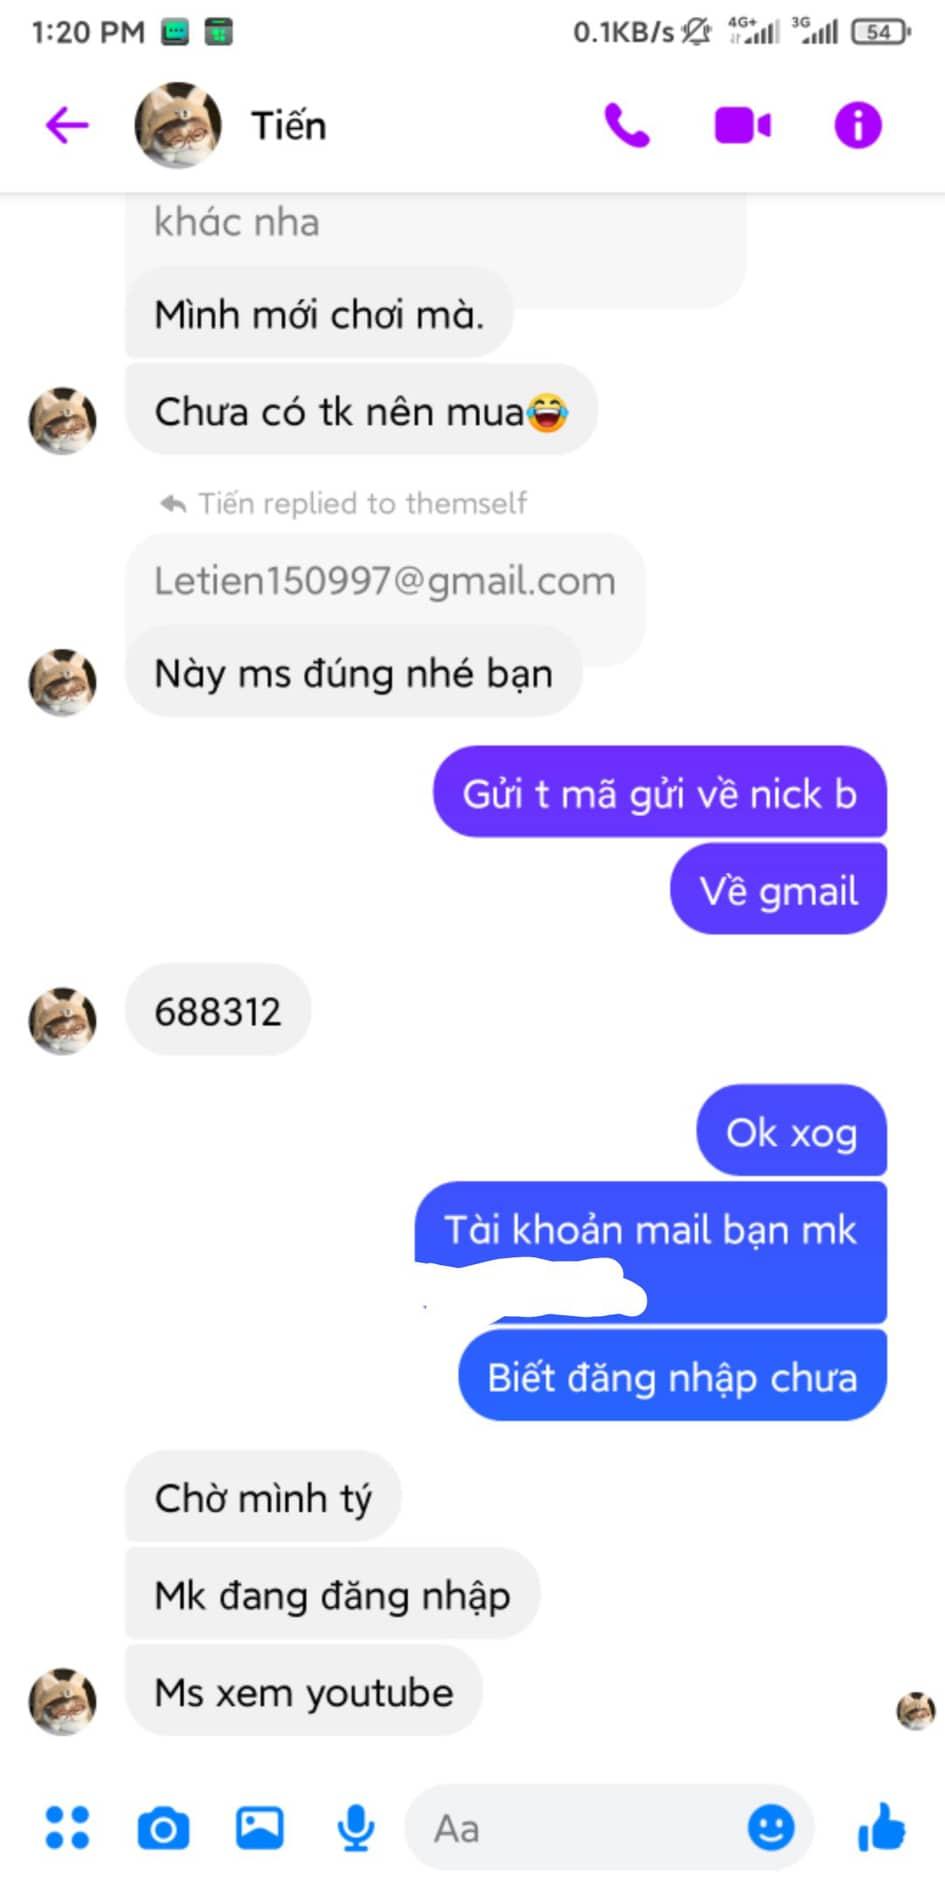 1:20 PM
0.1KB/s 4G+ 3G 54
Tiến
khác nha
Mình mới chơi mà.
Chưa có tk nên mua😂
Tiến replied to themself
Letien150997@gmail.com
Này ms đúng nhé bạn
Gửi t mã gửi về nick b
Về gmail
688312
Ok xog
Tài khoản mail bạn mk
Biết đăng nhập chưa
Chờ mình tý
Mk đang đăng nhập
Ms xem youtube
Aa